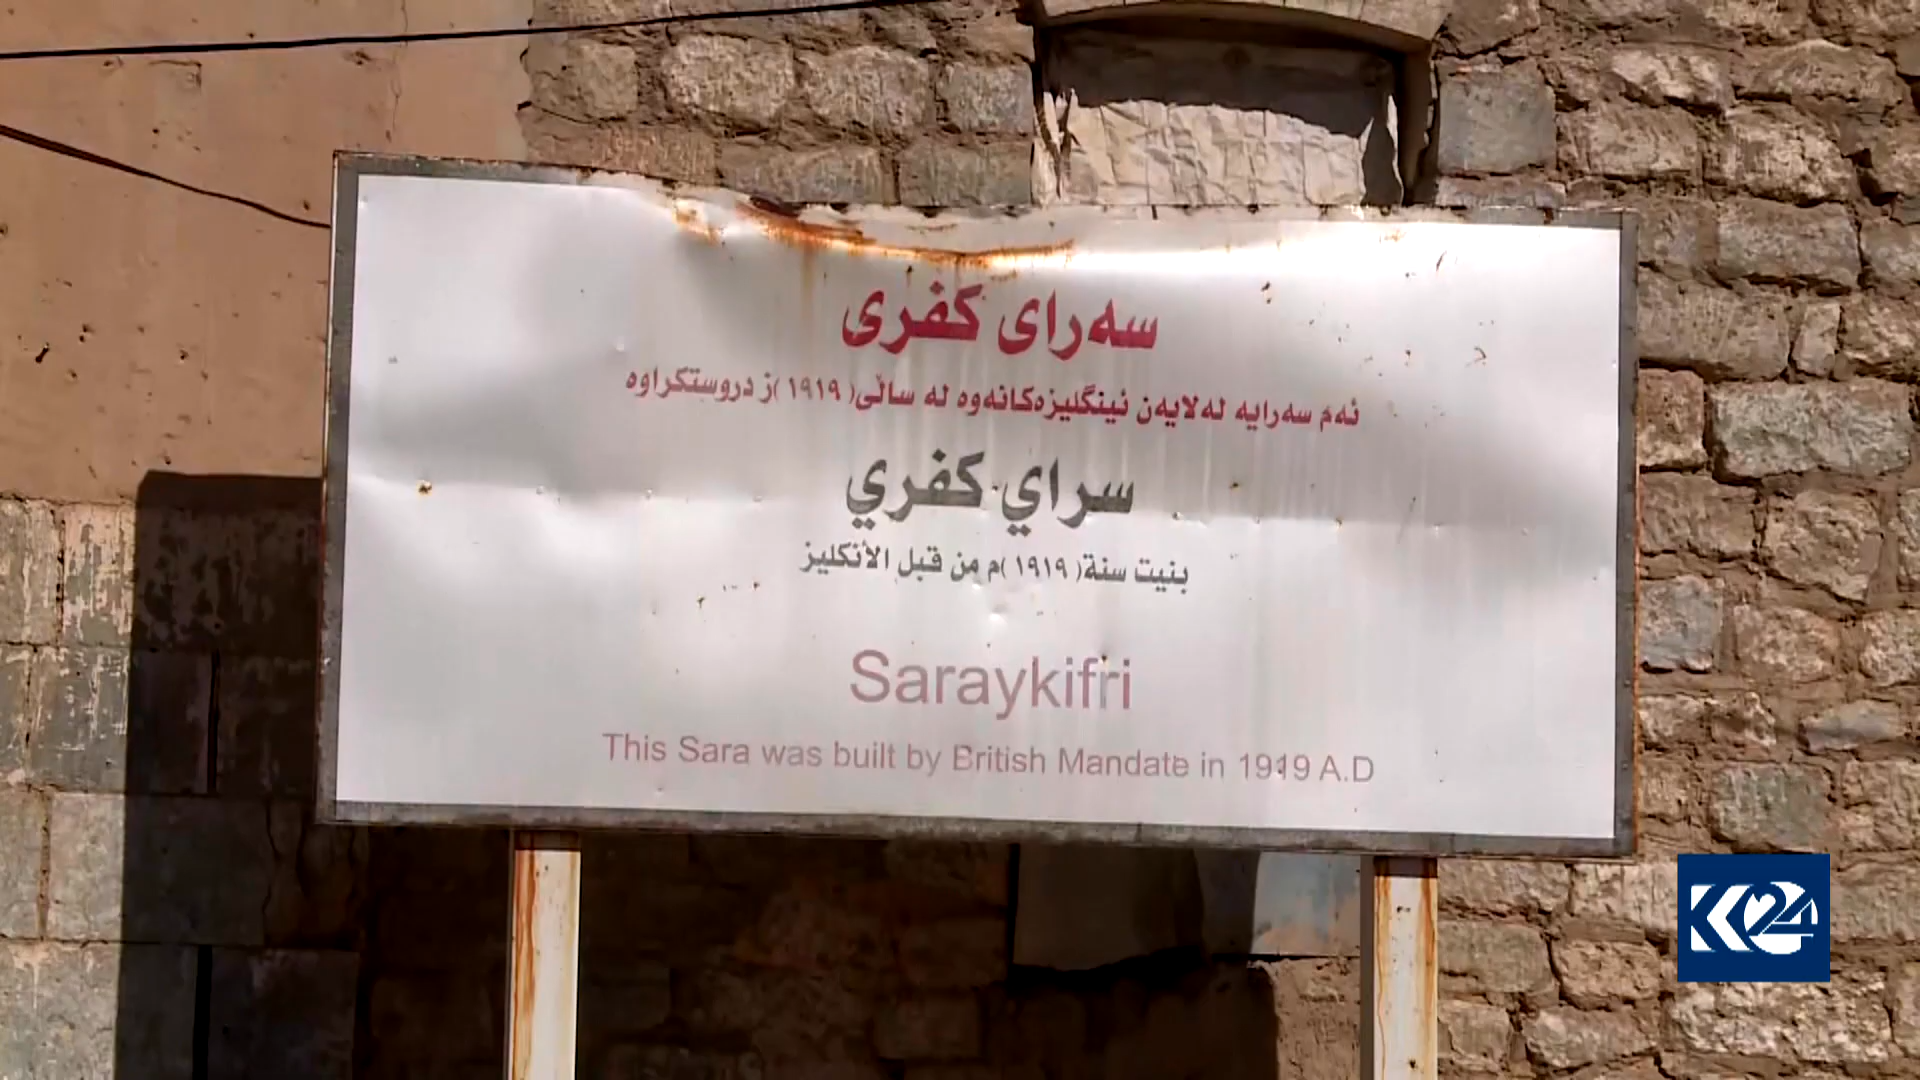 سەرای کفری
ئەم سەرایە لەلایەن ئینگلیزەکانەوە لە ساڵی( ١٩١٩ )ز دروستکراوە
سراي كفري
بنيت سنة( ١٩١٩ )م من قبل الأنكليز
Saraykifri
This Sara was built by British Mandate in 1919 A.D
K24